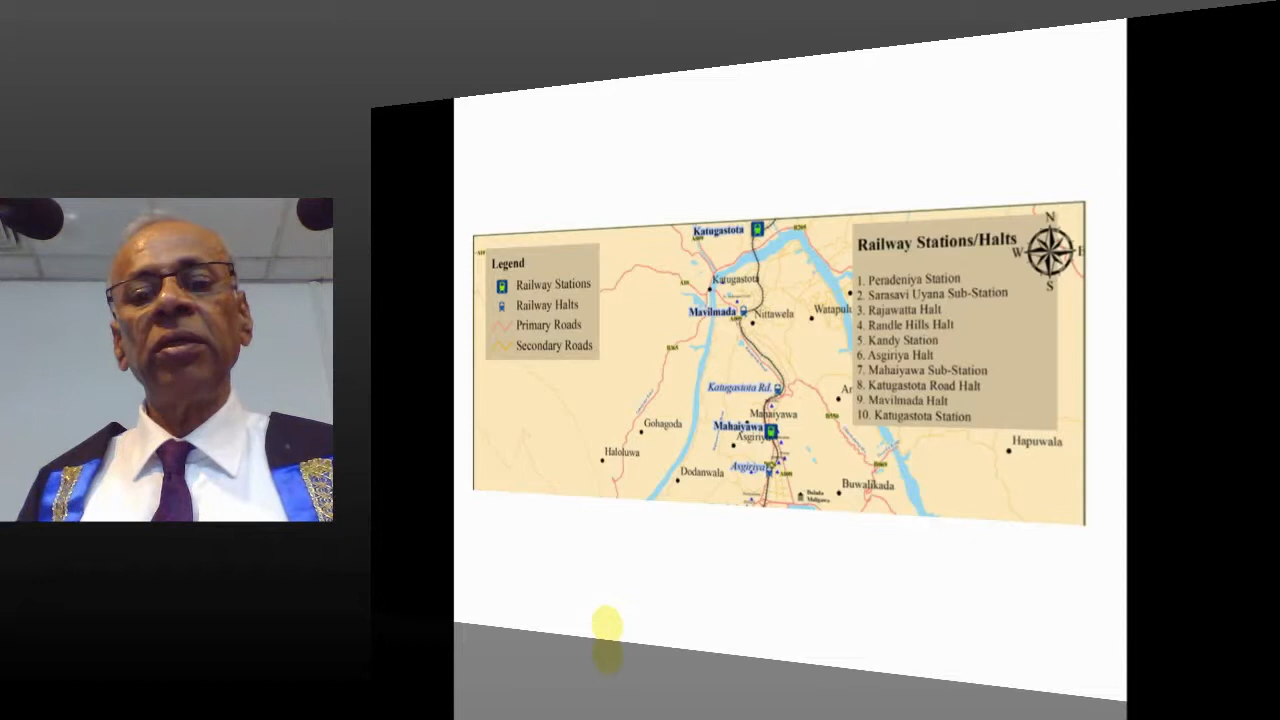 Katugastota
Railway Stations/Halts
N
W
E
S
Legend
Railway Stations
Railway Halts
Primary Roads
Secondary Roads
1. Peradeniya Station
2. Sarasavi Uyana Sub-Station
3. Rajawatta Halt
4. Randle Hills Halt
5. Kandy Station
6. Asgiriya Halt
7. Mahaiyawa Sub-Station
8. Katugastota Road Halt
9. Mavilmada Halt
10. Katugastota Station
Katugastota
Mavilmada
Nittawela
Watapulu
Katugastota Rd.
Mahaiyawa
Mahaiyawa
Gohagoda
Haloluwa
Asgiriya
Dodanwala
Buwalikada
Hapuwala